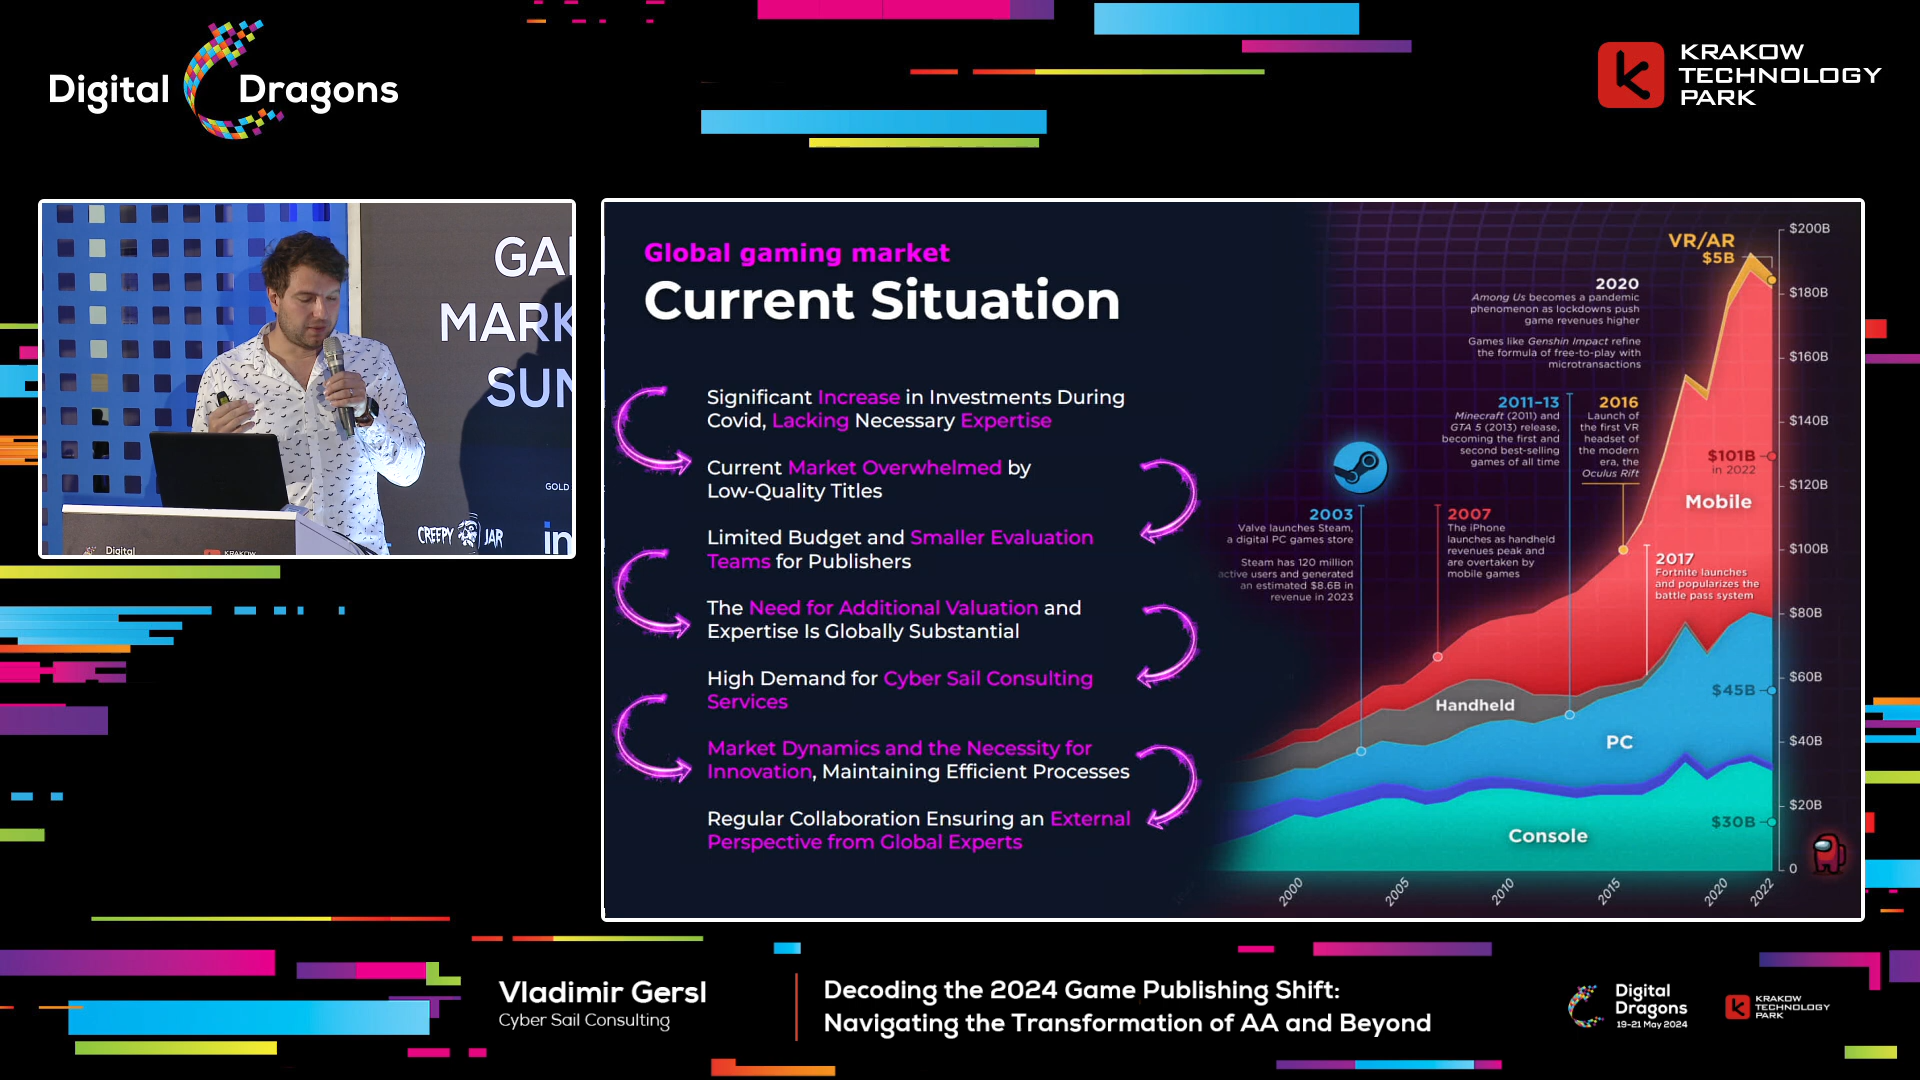 Digital Dragons
KRAKOW
TECHNOLOGY
PARK
GA
MARK
SUM
GOLD
CREEPY JAR
in
Digital
KRAKOW
Global gaming market
Current Situation
Significant Increase in Investments During
Covid, Lacking Necessary Expertise
Current Market Overwhelmed by
Low-Quality Titles
Limited Budget and Smaller Evaluation
Teams for Publishers
The Need for Additional Valuation and
Expertise Is Globally Substantial
High Demand for Cyber Sail Consulting
Services
Market Dynamics and the Necessity for
Innovation, Maintaining Efficient Processes
Regular Collaboration Ensuring an External
Perspective from Global Experts
VR/AR
$5B
2020
Among Us becomes a pandemic
phenomenon as lockdowns push
game revenues higher
Games like Genshin Impact refine
the formula of free-to-play with
microtransactions
2011-13
Minecraft (2011) and
GTA 5 (2013) release,
becoming the first and
second best-selling
games of all time
2016
Launch of
the first VR
headset of
the modern
era, the
Oculus Rift
2003
Valve launches Steam,
a digital PC games store
Steam has 120 million
active users and generated
an estimated $8.6B in
revenue in 2023
2007
The iPhone
launches as handheld
revenues peak and
are overtaken by
mobile games
2017
Fortnite launches
and popularizes the
battle pass system
$101B
in 2022
Mobile
Handheld
$45B
PC
$30B
Console
$200B
$180B
$160B
$140B
$120B
$100B
$80B
$60B
$40B
$20B
0
2000
2005
2010
2015
2020
2022
Vladimir Gersl
Cyber Sail Consulting
Decoding the 2024 Game Publishing Shift:
Navigating the Transformation of AA and Beyond
Digital
Dragons
19-21 May 2024
KRAKOW
TECHNOLOGY
PARK